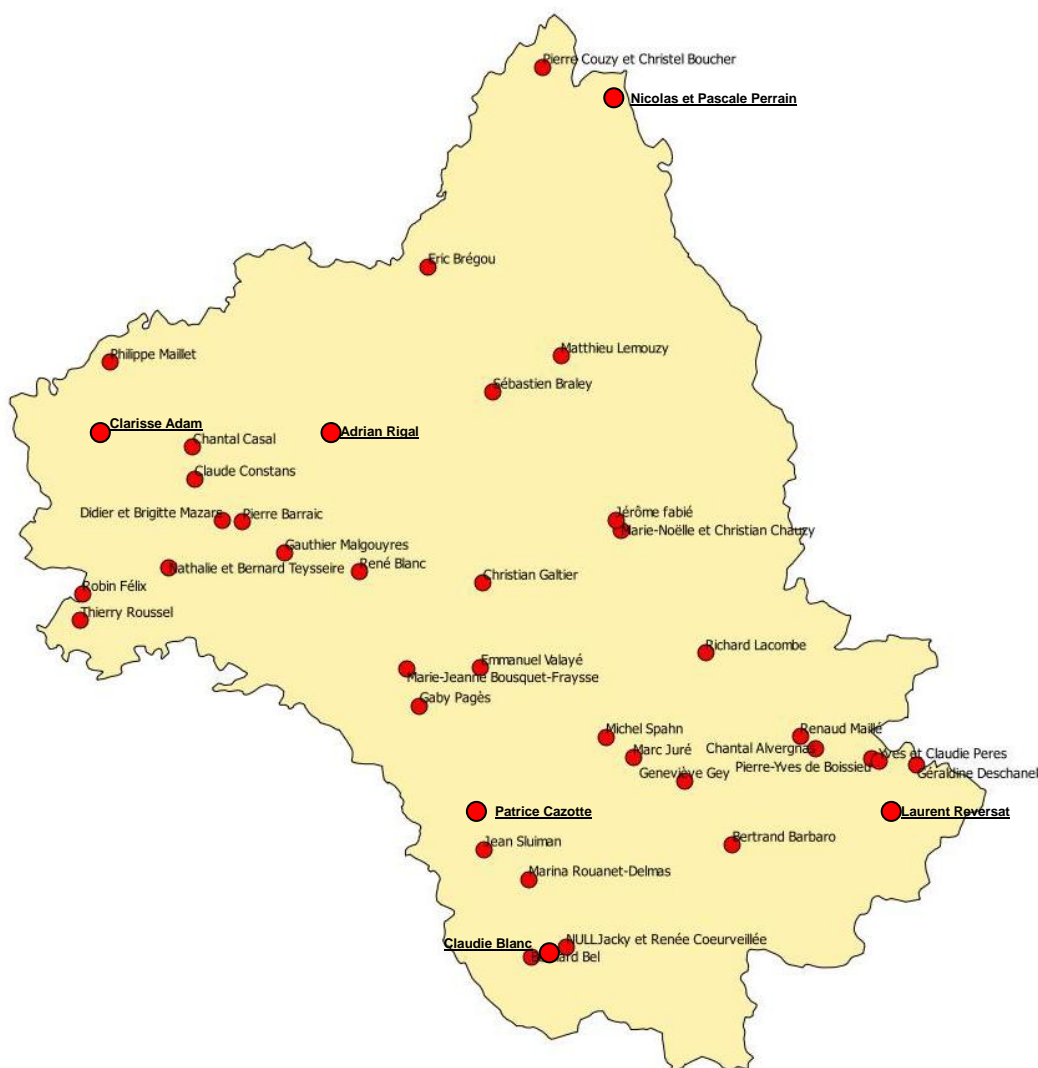 Pierre Couzy et Christel Boucher
Nicolas et Pascale Perrain
Eric Brégou
Matthieu Lemouzy
Philippe Maillet
Sébastien Braley
Clarisse Adam
Adrian Rigal
Chantal Casal
Claude Constans
Didier et Brigitte Mazars
Pierre Barraic
Jérôme fabié
Marie-Noëlle et Christian Chauzy
Gauthier Malgouyres
René Blanc
Nathalie et Bernard Teysseire
Christian Galtier
Robin Félix
Thierry Roussel
Richard Lacombe
Emmanuel Valayé
Marie-Jeanne Bousquet-Fraysse
Gaby Pagès
Michel Spahn
Renaud Maillé
Marc Juré
Chantal Alvergnas
Yves et Claudie Peres
Geneviève Gey
Pierre-Yves de Boissieu
Géraldine Deschanel
Patrice Cazotte
Laurent Reversat
Jean Sluiman
Bertrand Barbaro
Marina Rouanet-Delmas
Claudie Blanc
NULLJacky et Renée Coeurveillée
Bel